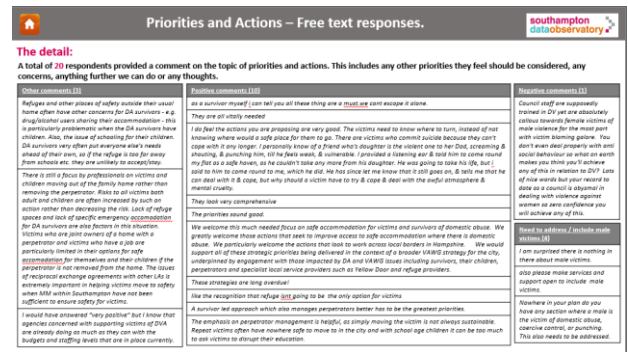 Priorities and Actions – Free text responses.
southampton
dataobservatory
The detail:
A total of 20 respondents provided a comment on the topic of priorities and actions. This includes any other priorities they feel should be considered, any
concerns, anything further we can do or any thoughts.
Other comments (3)
Refuges and other places of safety outside their usual
home often have other concerns for DA survivors - e.g.
drug/alcohol users sharing their accommodation - this
is particularly problematic when the DA survivors have
children. Also, the issue of schooling for their children.
DA survivors very often put everyone else's needs
ahead of their own, so if the refuge is too far away
from schools etc. they are unlikely to accept/stay.
There is still a focus by professionals on victims and
children moving out of the family home rather than
removing the perpetrator. Risks to all victims both
adult and children are often increased by such an
action rather than decreasing the risk. Lack of refuge
spaces and lack of specific emergency accomodation
for DA survivors are also factors in this situation.
Victims who are joint owners of a home with a
perpetrator and victims who have a job are
particularly limited in their options for safe
accomodation for themselves and their children if the
perpetrator is not removed from the home. The issues
of reciprocal exchange agreements with other LAs is
extremely important in helping victims move to safety
when MM within Southampton have not been
sufficient to ensure safety for victims.
I would have answered "very positive" but I know that
agencies concerned with supporting victims of DVA
are already doing as much as they can with the
budgets and staffing levels that are in place currently.
Positive comments (10)
as a survivor myself i can tell you all these thing are a must we cant escape it alone.
They are all vitally needed
I do feel the actions you are proposing are very good. The victims need to know where to turn, instead of not
knowing where would a safe place for them to go. There are victims who commit suicide because they can't
cope with it any longer. I personally know of a friend who's daughter is the violent one to her Dad, screaming &
shouting, & punching him, till he's weak, & vulnerable. I provided a listening ear & told him to come round
my flat as a safe haven, as he couldn't take any more from his daughter. He was going to take his life, but i
said to him to come round to me, which he did. He has since let me know that it still goes on, & tells me that he
can deal with it & cope, but why should a victim have to try & cope & deal with the awful atmosphere &
mental cruelty.
They look very comprehensive
The priorities sound good.
We welcome this much needed focus on action for victims and survivors of domestic abuse. We
greatly welcome those actions that seek to improve access to safe accommodation where there is domestic
abuse. We particularly welcome the actions that look to work across local borders in Hampshire. We would
support all of these strategic priorities being delivered in the context of a broader VAWG strategy for the city,
underpinned by engagement with those impacted by DA and VAWG issues including survivors, their children,
perpetrators and specialist local service providers such as Yellow Door and refuge providers.
These strategies are long overdue!
like the recognition that refuge isnt going to be the only option for victims
A survivor led approach which also manages perpetrators better has to be the greatest priorities.
The emphasis on perpetrator management is helpful, as simply moving the victim is not always sustainable.
Repeat victims often have nowhere safe to move to in the city and with school age children it can be too much
to ask victims to disrupt their education.
Negative comments (1)
Council staff are supposedly
trained in DV yet are absolutely
callous towards female victims of
male violence for the most part
with victim blaming galore. You
don't even deal properly with anti
social behaviour so what on earth
makes you think you'll achieve
any of this in relation to DV? Lots
of nice words but your record to
date as a council is abysmal in
dealing with violence against
women so zero confidence you
will achieve any of this.
Need to address / include male
victims (4)
I am surprised there is nothing in
there about male victims.
also please make services and
support open to include male
victims.
Nowhere in your plan do you
have any section where a male is
the victim of domestic abuse,
coercive control, or punching.
This also needs to be addressed.